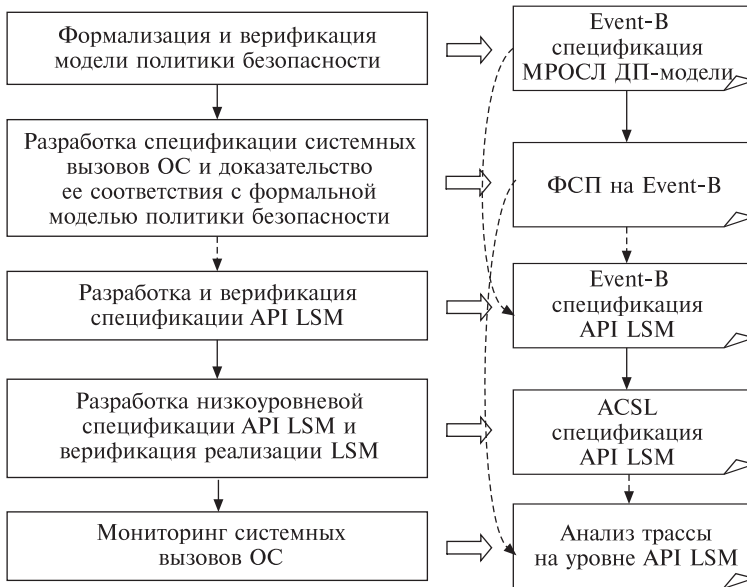 Формализация и верификация
модели политики безопасности
Event-B
спецификация
МРОСЛ ДП-модели
Разработка спецификации системных
вызовов ОС и доказательство
ее соответствия с формальной
моделью политики безопасности
ФСП на Event-B
Разработка и верификация
спецификации API LSM
Event-B
спецификация
API LSM
Разработка низкоуровневой
спецификации API LSM и
верификация реализации LSM
ACSL
спецификация
API LSM
Мониторинг системных
вызовов ОС
Анализ трассы
на уровне API LSM